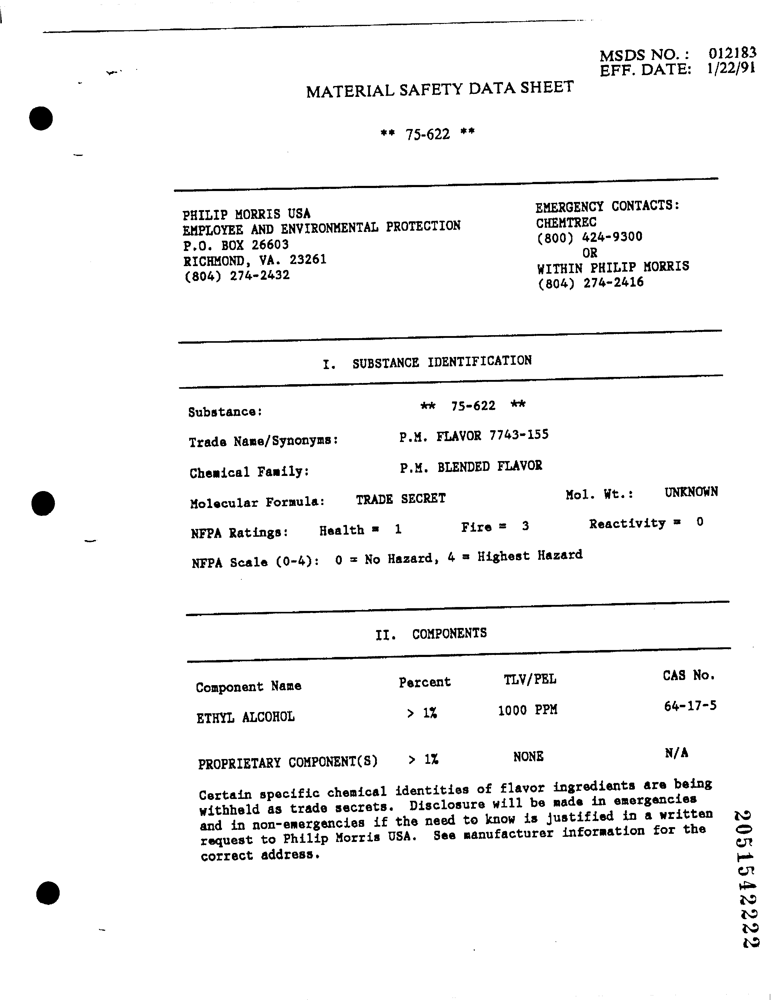 MSDS NO. : 012183
EFF. DATE: 1/22/91
MATERIAL SAFETY DATA SHEET
** 75-622 **
PHILIP MORRIS USA
EMPLOYEE AND ENVIRONMENTAL PROTECTION
P.O. BOX 26603
RICHMOND, VA. 23261
(804) 274-2432
EMERGENCY CONTACTS:
CHEMTREC
(800) 424-9300
OR
WITHIN PHILIP MORRIS
(804) 274-2416
I. SUBSTANCE IDENTIFICATION
Substance: ** 75-622 **
Trade Name/Synonyms: P.M. FLAVOR 7743-155
Chemical Family: P.M. BLENDED FLAVOR
Molecular Formula: TRADE SECRET Mol. Wt.: UNKNOWN
NFPA Ratings: Health = 1 Fire = 3 Reactivity = 0
NFPA Scale (0-4): 0 = No Hazard, 4 = Highest Hazard
II. COMPONENTS
Component Name Percent TLV/PEL CAS No.
ETHYL ALCOHOL > 1% 1000 PPM 64-17-5
PROPRIETARY COMPONENT(S) > 1% NONE N/A
Certain specific chemical identities of flavor ingredients are being
withheld as trade secrets. Disclosure will be made in emergencies
and in non-emergencies if the need to know is justified in a written
request to Philip Morris USA. See manufacturer information for the
correct address.
2051542222